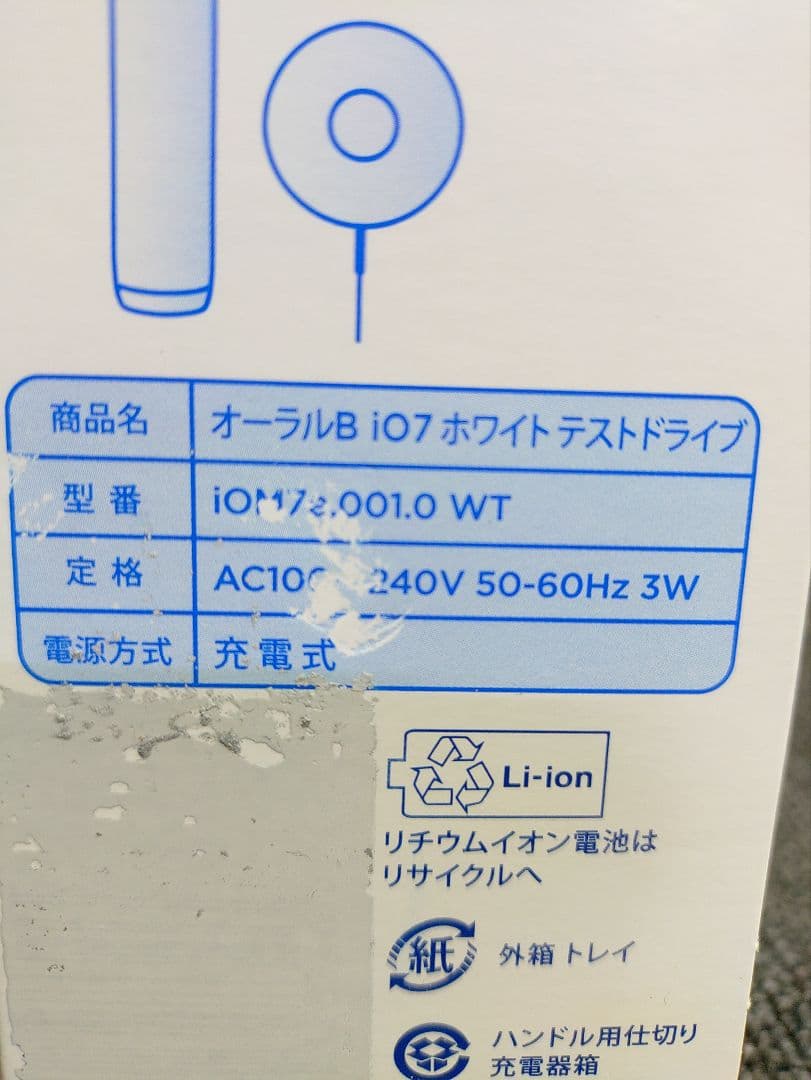 商品名 オーラルB iO7 ホワイト テストドライブ
型番 .001.0 WT
定格 240V 50-60Hz 3W
電源方式 充電式
Li-ion
リチウムイオン電池は
リサイクルへ
紙 外箱 トレイ
ハンドル用仕切り
充電器箱